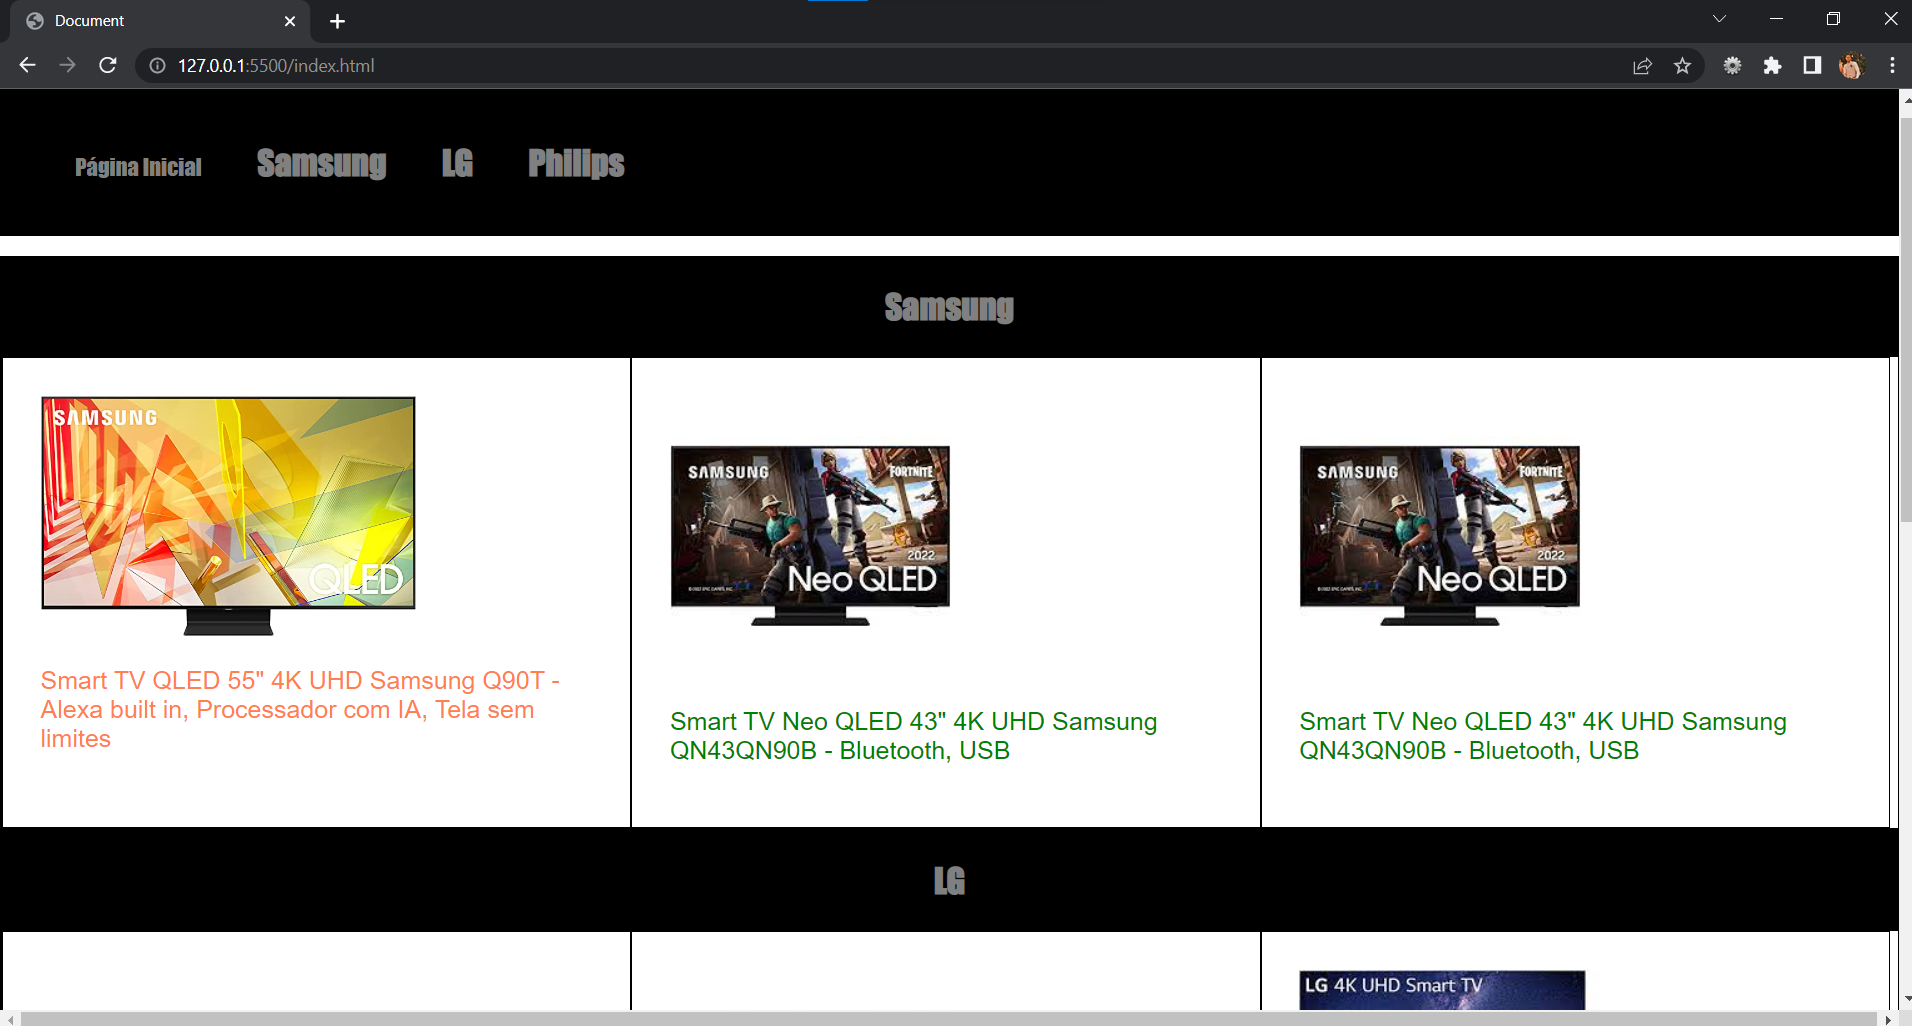 Document
127.0.0.1:5500/index.html
Página Inicial Samsung LG Philips
Samsung
SAMSUNG
QLED
SAMSUNG FORTNITE
2022
Neo QLED
SAMSUNG FORTNITE
2022
Neo QLED
Smart TV QLED 55" 4K UHD Samsung Q90T -
Alexa built in, Processador com IA, Tela sem
limites
Smart TV Neo QLED 43" 4K UHD Samsung
QN43QN90B - Bluetooth, USB
Smart TV Neo QLED 43" 4K UHD Samsung
QN43QN90B - Bluetooth, USB
LG
LG 4K UHD Smart TV